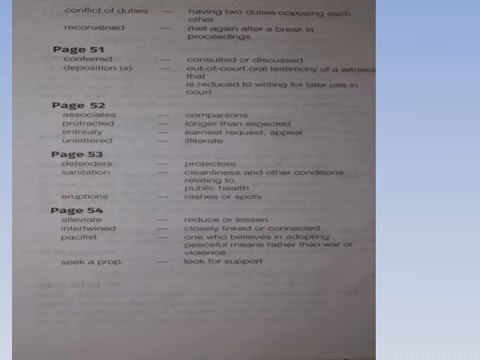 conflict of duties — having two duties opposing each
other
reconvened — met again after a break in
proceedings
Page 51
conferred — consulted or discussed
deposition (s) — out-of-court oral testimony of a witness
that
is reduced to writing for later use in
court
Page 52
associates — companions
protracted — longer than expected
entreaty — earnest request, appeal
unlettered — illiterate
Page 53
defenders — protectors
sanitation — cleanliness and other conditions
relating to
public health
eruptions — rashes or spots
Page 54
alleviate — reduce or lessen
intertwined — closely linked or connected
pacifist — one who believes in adopting
peaceful means rather than war or
violence
seek a prop — look for support